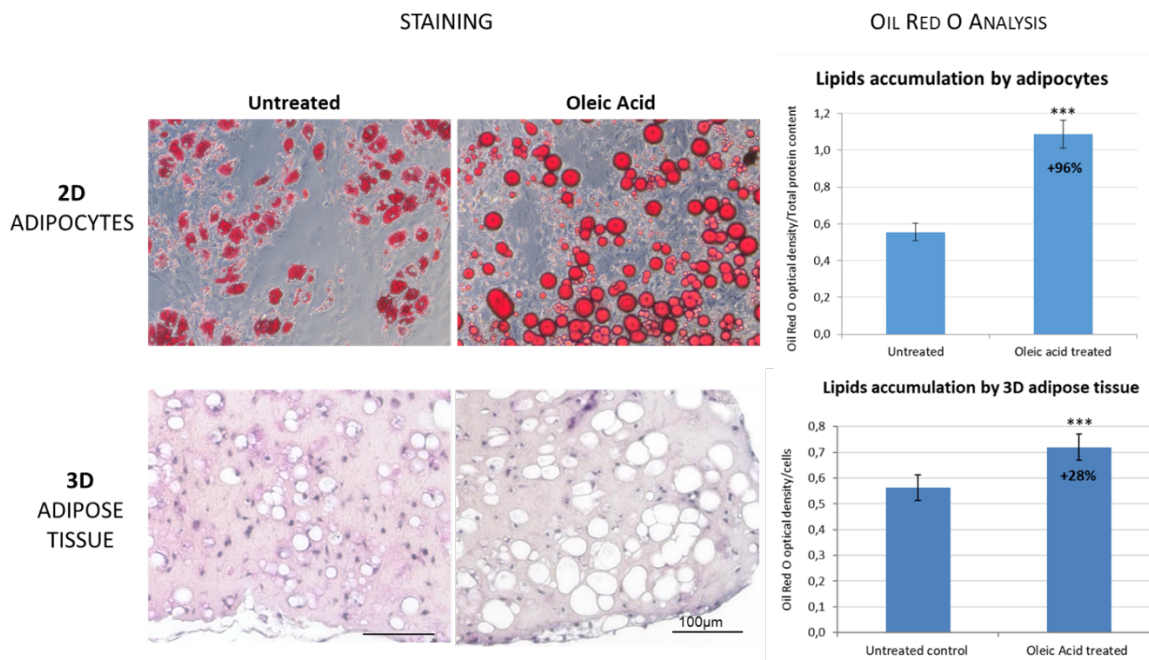 STAINING
OIL RED O ANALYSIS
Untreated
Oleic Acid
2D
ADIPOCYTES
Lipids accumulation by adipocytes
Oil Red O optical density/Total protein content
1,2
1,0
0,8
0,6
0,4
0,2
0,0
***
+96%
Untreated
Oleic acid treated
3D
ADIPOSE
TISSUE
100µm
Lipids accumulation by 3D adipose tissue
Oil Red O optical density/cells
0,8
0,7
0,6
0,5
0,4
0,3
0,2
0,1
0,0
***
+28%
Untreated control
Oleic Acid treated